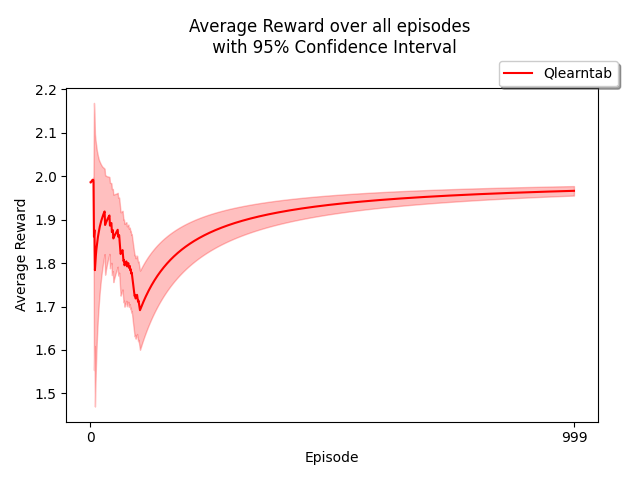 Average Reward over all episodes
with 95% Confidence Interval
Qlearntab
2.2
2.1
2.0
1.9
1.8
1.7
1.6
1.5
Average Reward
0
999
Episode